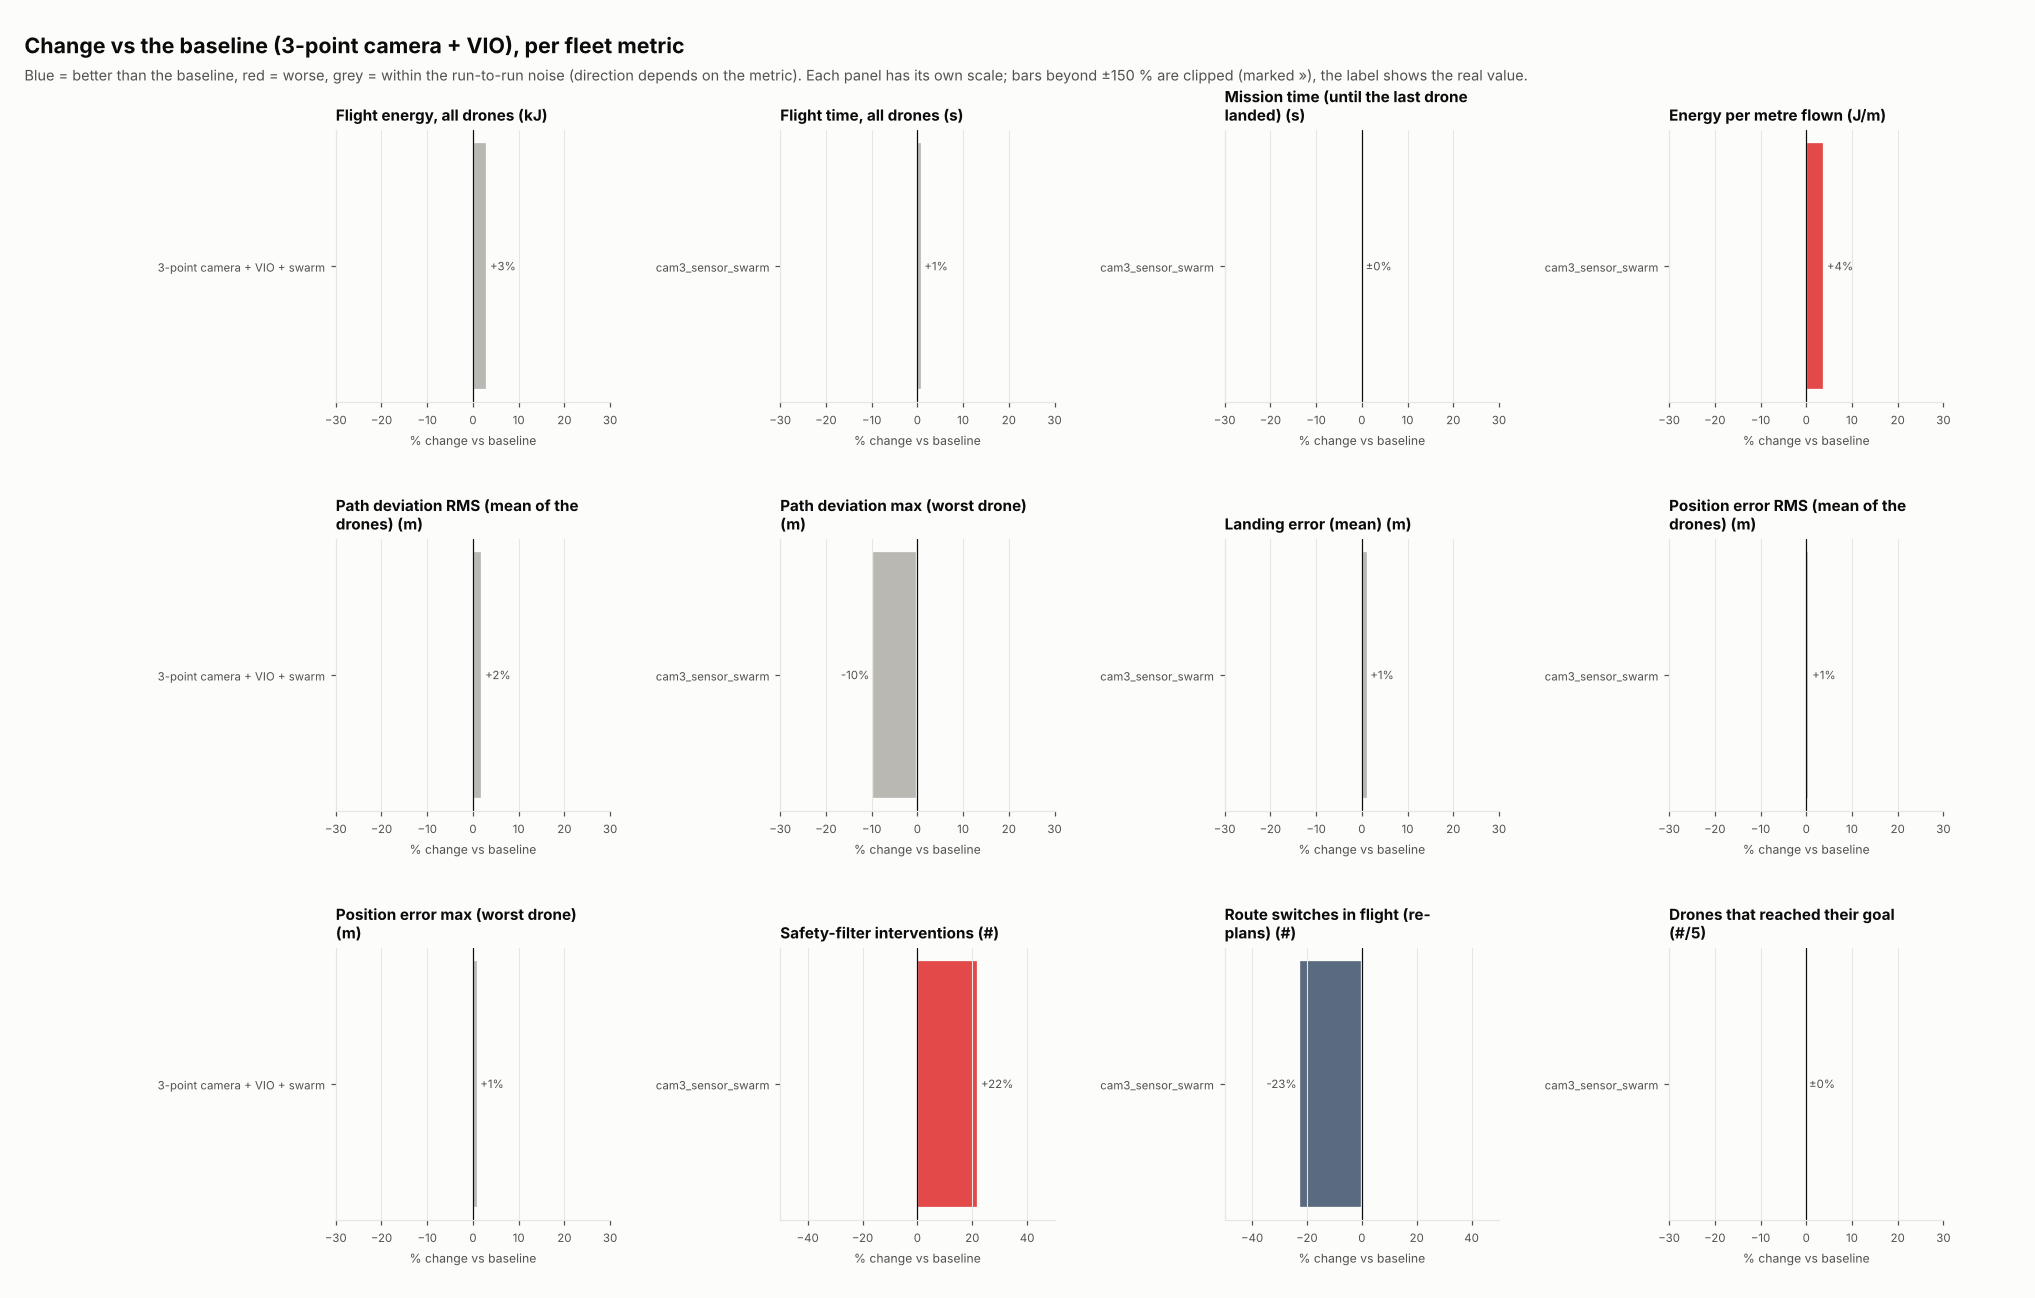 Change vs the baseline (3-point camera + VIO), per fleet metric
Blue = better than the baseline, red = worse, grey = within the run-to-run noise (direction depends on the metric). Each panel has its own scale; bars beyond ±150 % are clipped (marked »), the label shows the real value.
Flight energy, all drones (kJ)
3-point camera + VIO + swarm
+3%
−30 −20 −10 0 10 20 30
% change vs baseline
Flight time, all drones (s)
cam3_sensor_swarm
+1%
−30 −20 −10 0 10 20 30
% change vs baseline
Mission time (until the last drone
landed) (s)
cam3_sensor_swarm
±0%
−30 −20 −10 0 10 20 30
% change vs baseline
Energy per metre flown (J/m)
cam3_sensor_swarm
+4%
−30 −20 −10 0 10 20 30
% change vs baseline
Path deviation RMS (mean of the
drones) (m)
3-point camera + VIO + swarm
+2%
−30 −20 −10 0 10 20 30
% change vs baseline
Path deviation max (worst drone)
(m)
cam3_sensor_swarm
-10%
−30 −20 −10 0 10 20 30
% change vs baseline
Landing error (mean) (m)
cam3_sensor_swarm
+1%
−30 −20 −10 0 10 20 30
% change vs baseline
Position error RMS (mean of the
drones) (m)
cam3_sensor_swarm
+1%
−30 −20 −10 0 10 20 30
% change vs baseline
Position error max (worst drone)
(m)
3-point camera + VIO + swarm
+1%
−30 −20 −10 0 10 20 30
% change vs baseline
Safety-filter interventions (#)
cam3_sensor_swarm
+22%
−40 −20 0 20 40
% change vs baseline
Route switches in flight (re-
plans) (#)
cam3_sensor_swarm
-23%
−40 −20 0 20 40
% change vs baseline
Drones that reached their goal
(#/5)
cam3_sensor_swarm
±0%
−30 −20 −10 0 10 20 30
% change vs baseline